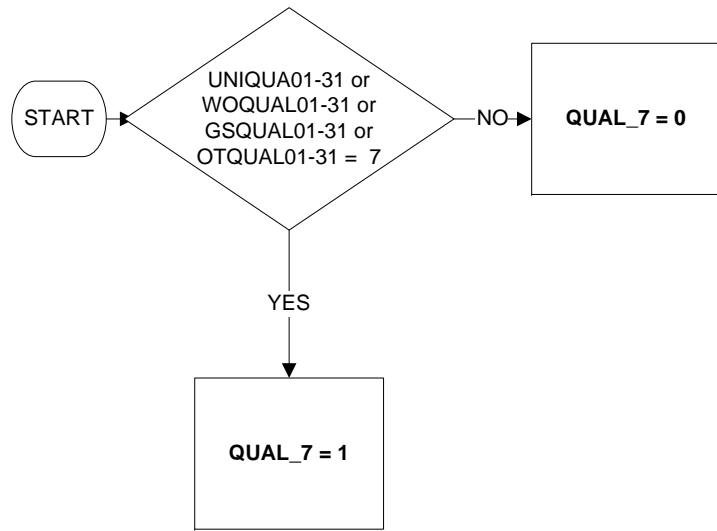 START
UNIQUA01-31 or
WOQUAL01-31 or
GSQUAL01-31 or
OTQUAL01-31 =  7
NO
QUAL_7 = 0
YES
QUAL_7 = 1